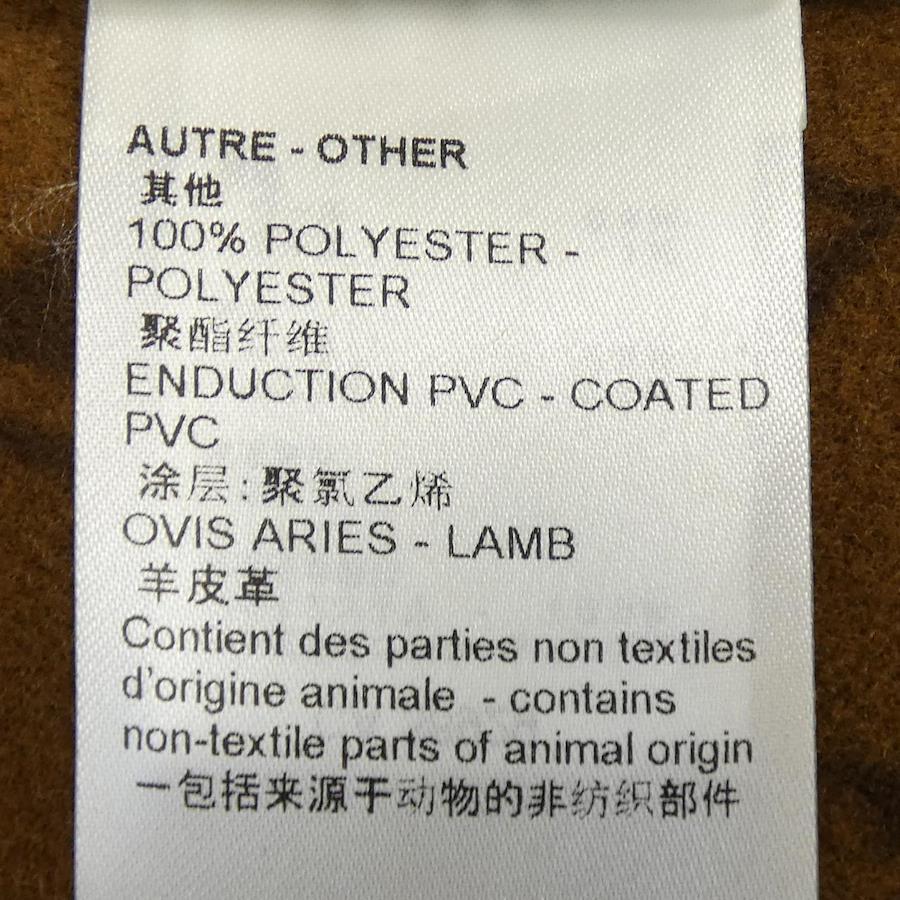 AUTRE - OTHER
其他
100% POLYESTER -
POLYESTER
聚酯纤维
ENDUCTION PVC - COATED
PVC
涂层:聚氯乙烯
OVIS ARIES - LAMB
羊皮革
Contient des parties non textiles
d'origine animale - contains
non-textile parts of animal origin
一包括来源于动物的非纺织部件